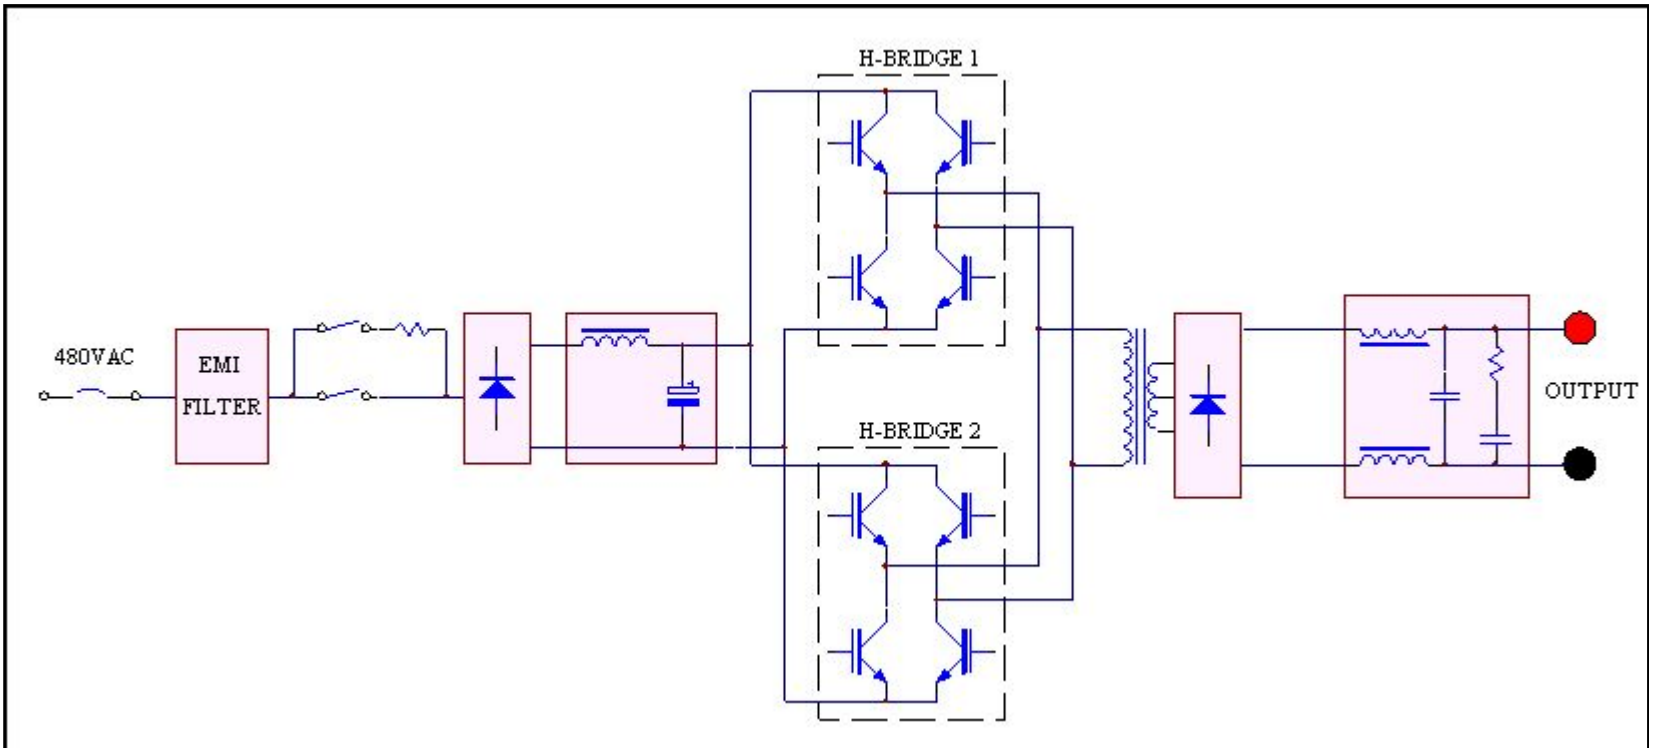 H-BRIDGE 1
480VAC
EMI
FILTER
OUTPUT
H-BRIDGE 2